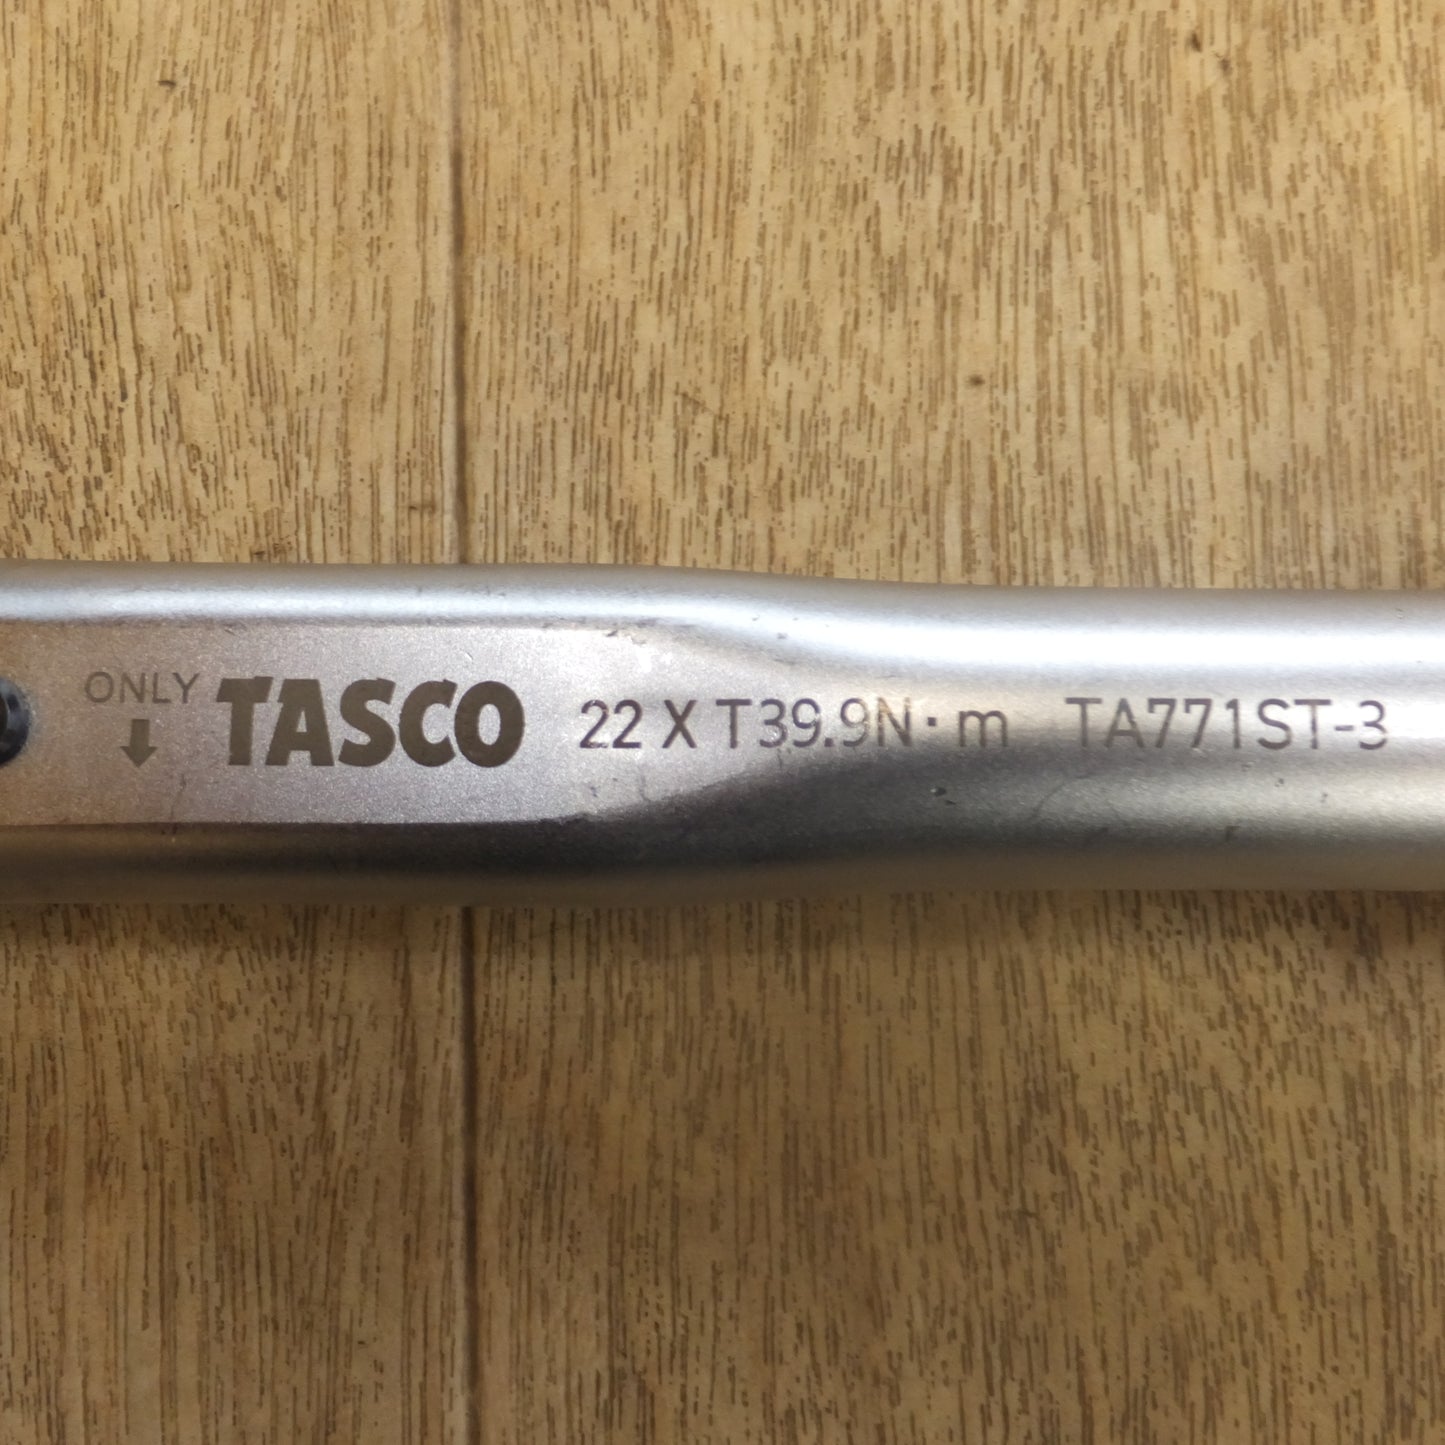 ONLY
↓
TASCO 22 X T39.9N·m TA771ST-3